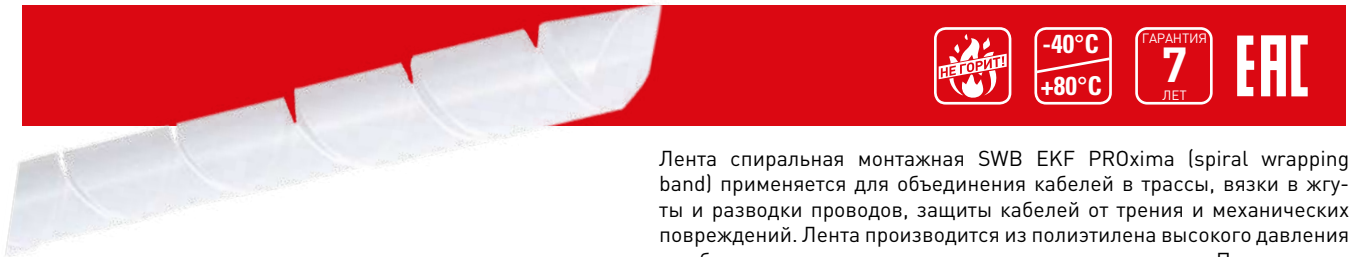 НЕ ГОРИТ!
-40°C
+80°C
ГАРАНТИЯ
7
ЛЕТ
EAC
Лента спиральная монтажная SWB EKF PROxima (spiral wrapping
band) применяется для объединения кабелей в трассы, вязки в жгу-
ты и разводки проводов, защиты кабелей от трения и механических
повреждений. Лента производится из полиэтилена высокого давления